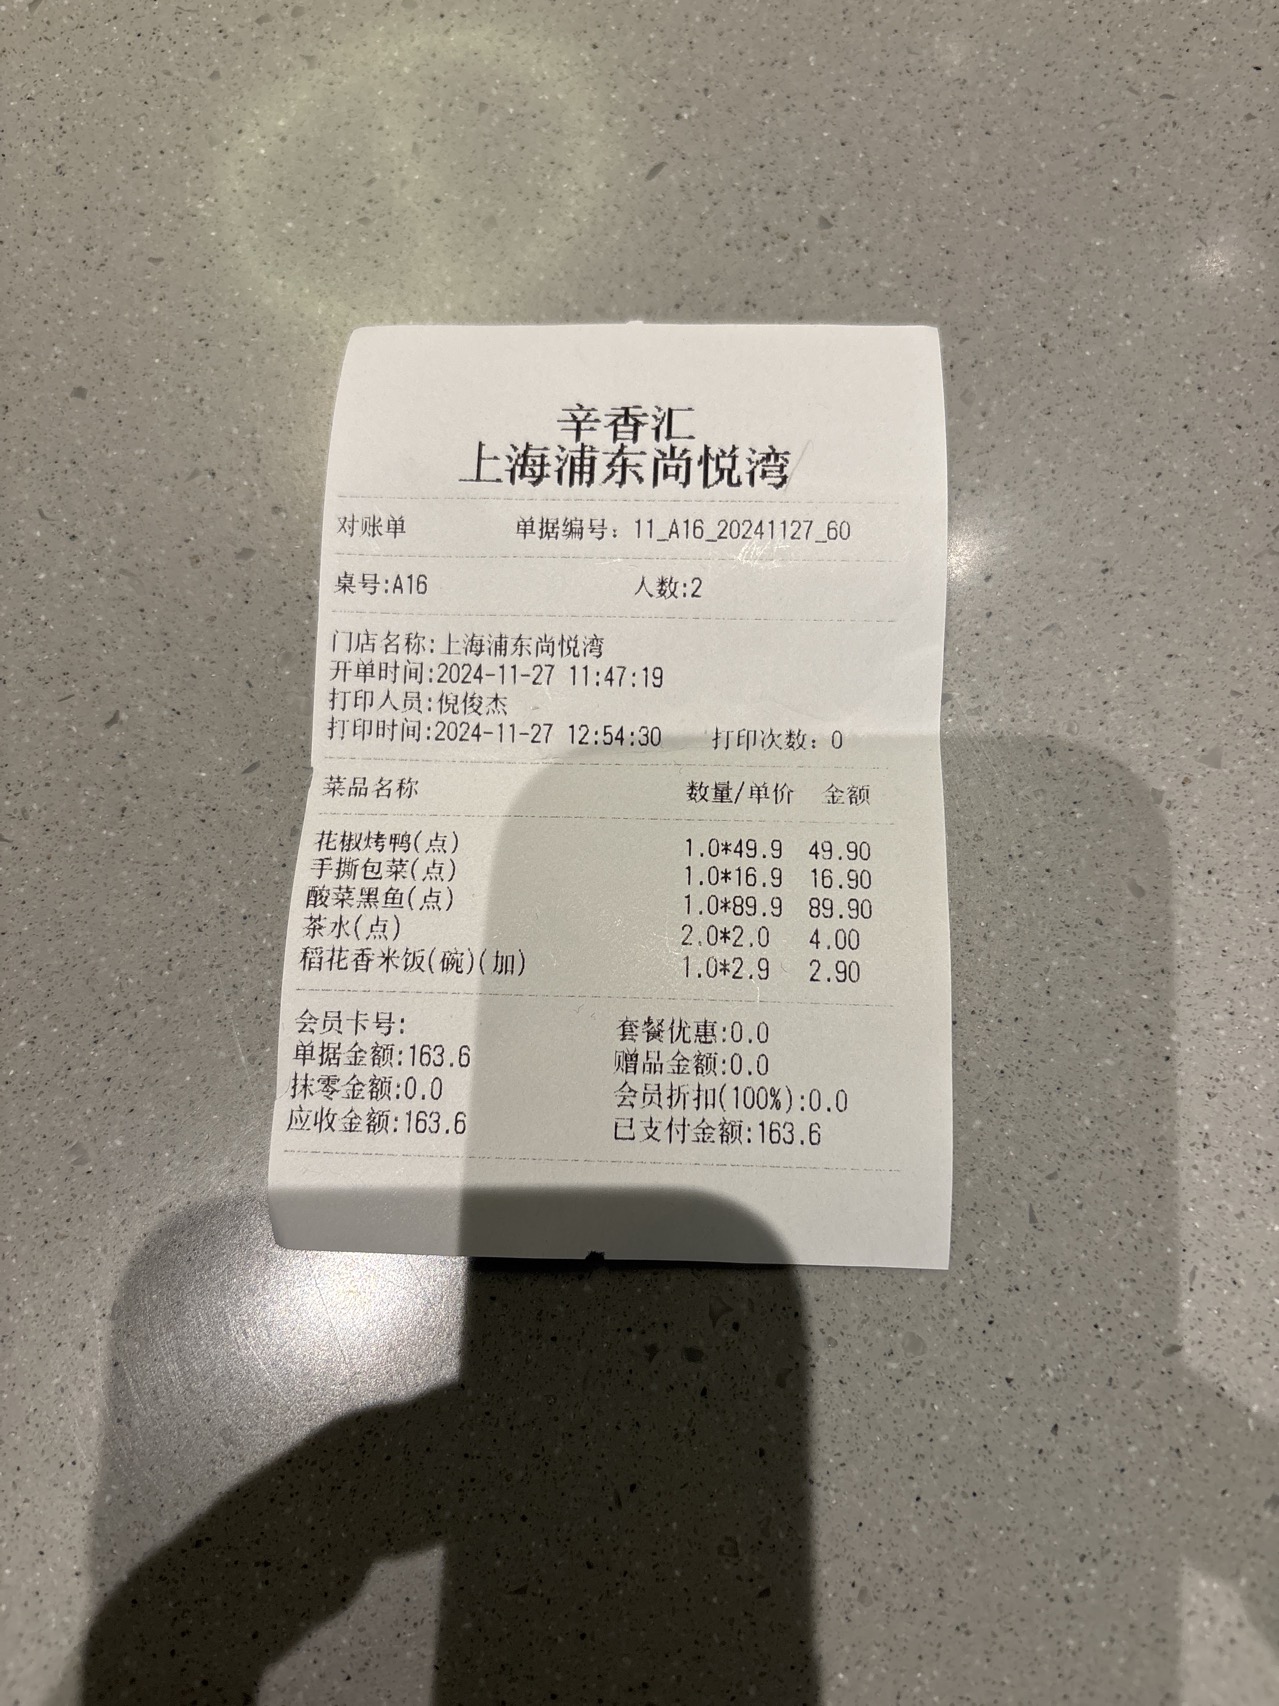 辛香汇
上海浦东尚悦湾
对账单 单据编号：11_A16_20241127_60
桌号:A16 人数:2
门店名称:上海浦东尚悦湾
开单时间:2024-11-27 11:47:19
打印人员:倪俊杰
打印时间:2024-11-27 12:54:30 打印次数：0
菜品名称 数量/单价 金额
花椒烤鸭(点) 1.0*49.9 49.90
手撕包菜(点) 1.0*16.9 16.90
酸菜黑鱼(点) 1.0*89.9 89.90
茶水(点) 2.0*2.0 4.00
稻花香米饭(碗)(加) 1.0*2.9 2.90
会员卡号: 套餐优惠:0.0
单据金额:163.6 赠品金额:0.0
抹零金额:0.0 会员折扣(100%):0.0
应收金额:163.6 已支付金额:163.6